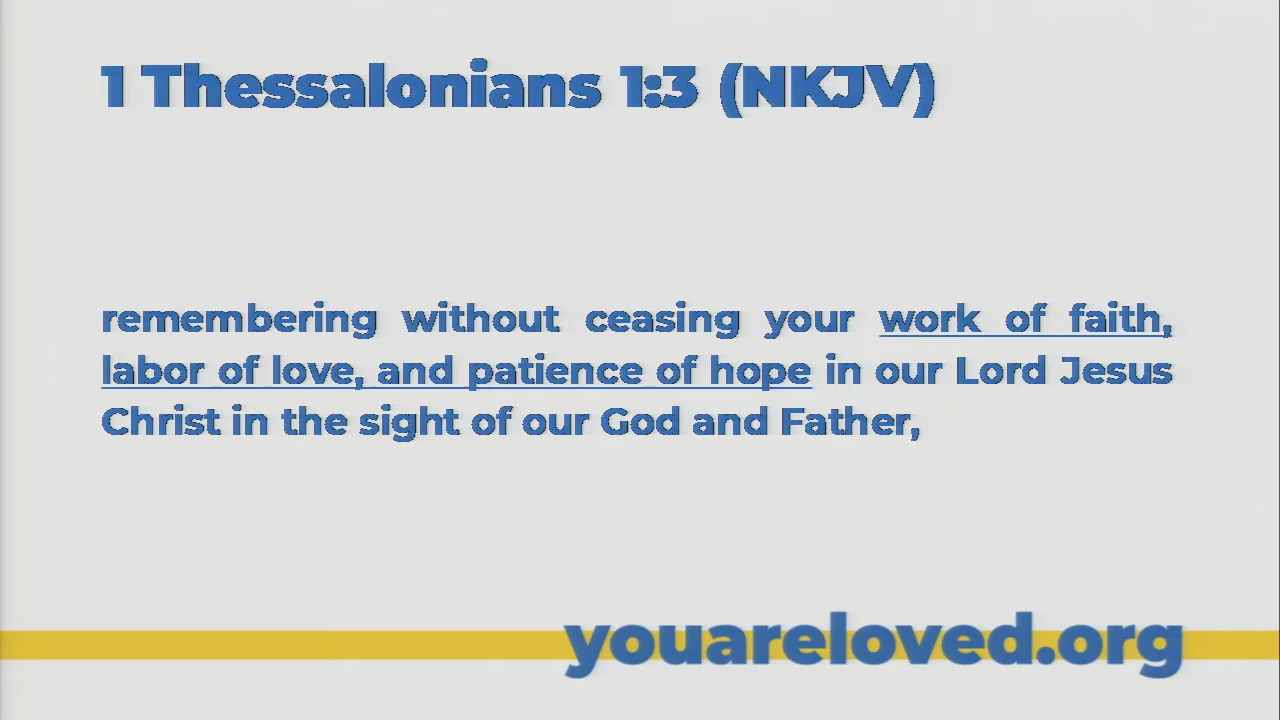 1 Thessalonians 1:3 (NKJV)
remembering without ceasing your work of faith,
labor of love, and patience of hope in our Lord Jesus
Christ in the sight of our God and Father,
youareloved.org